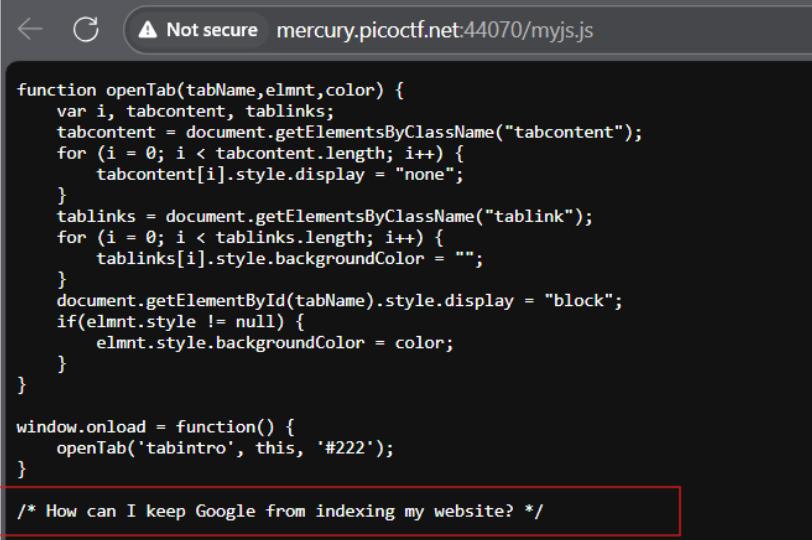 Not secure mercury.picoctf.net:44070/myjs.js
function openTab(tabName,elmnt,color) {
    var i, tabcontent, tablinks;
    tabcontent = document.getElementsByClassName("tabcontent");
    for (i = 0; i < tabcontent.length; i++) {
        tabcontent[i].style.display = "none";
    }
    tablinks = document.getElementsByClassName("tablink");
    for (i = 0; i < tablinks.length; i++) {
        tablinks[i].style.backgroundColor = "";
    }
    document.getElementById(tabName).style.display = "block";
    if(elmnt.style != null) {
        elmnt.style.backgroundColor = color;
    }
}
window.onload = function() {
    openTab('tabintro', this, '#222');
}
/* How can I keep Google from indexing my website? */